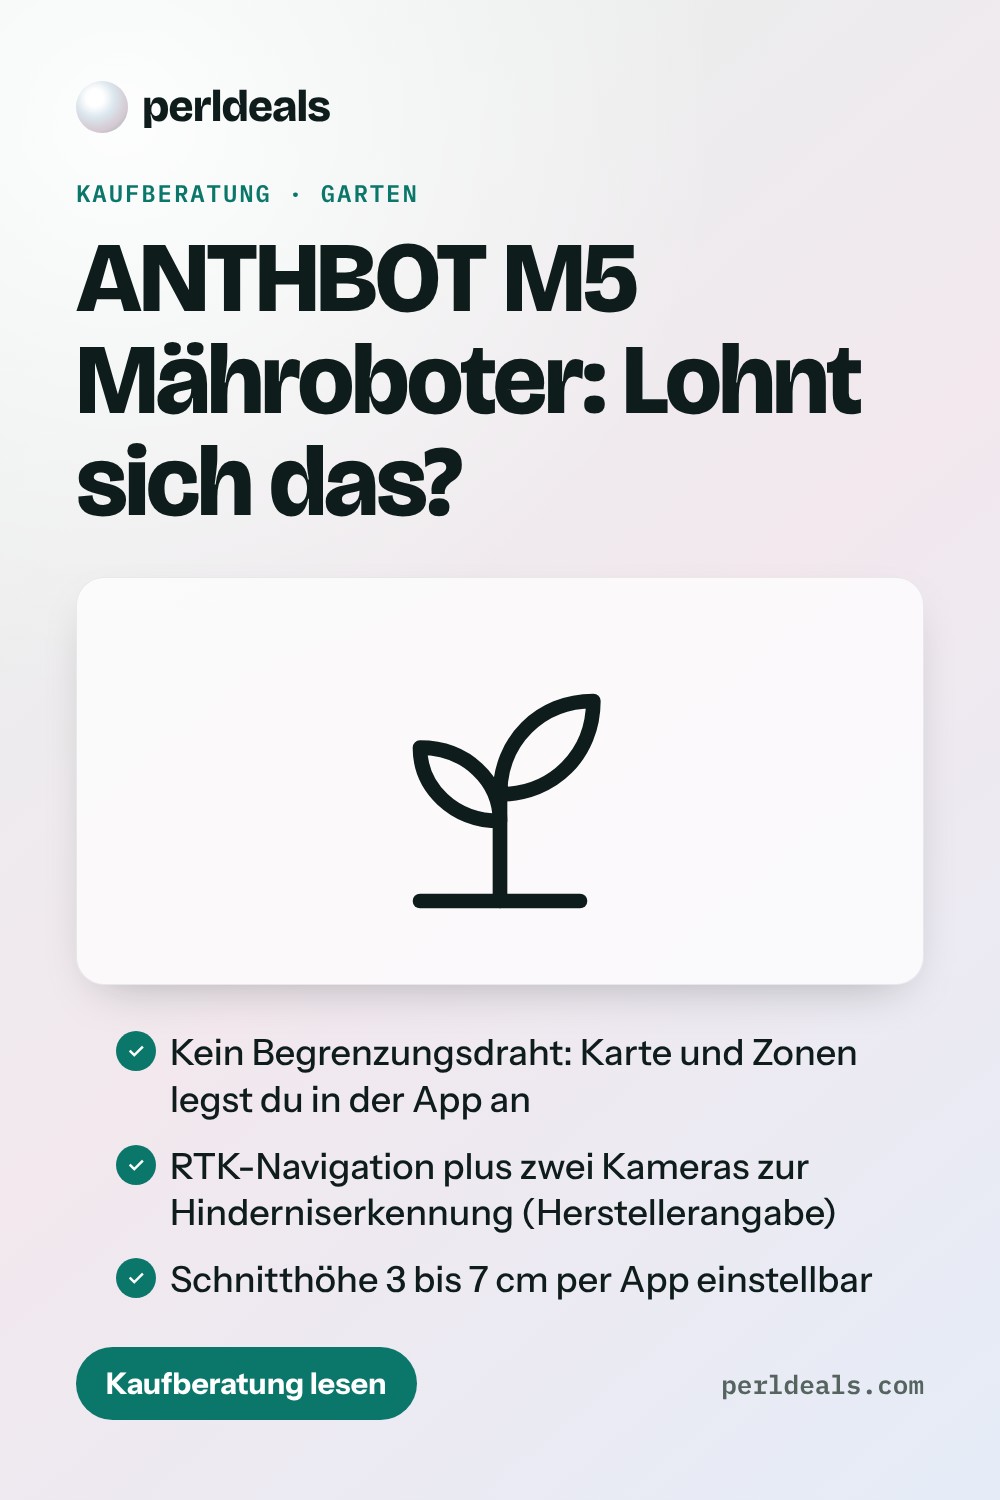 perldeals
KAUFBERATUNG · GARTEN
ANTHBOT M5
Mähroboter: Lohnt
sich das?
Kein Begrenzungsdraht: Karte und Zonen
legst du in der App an
RTK-Navigation plus zwei Kameras zur
Hinderniserkennung (Herstellerangabe)
Schnitthöhe 3 bis 7 cm per App einstellbar
Kaufberatung lesen
perldeals.com